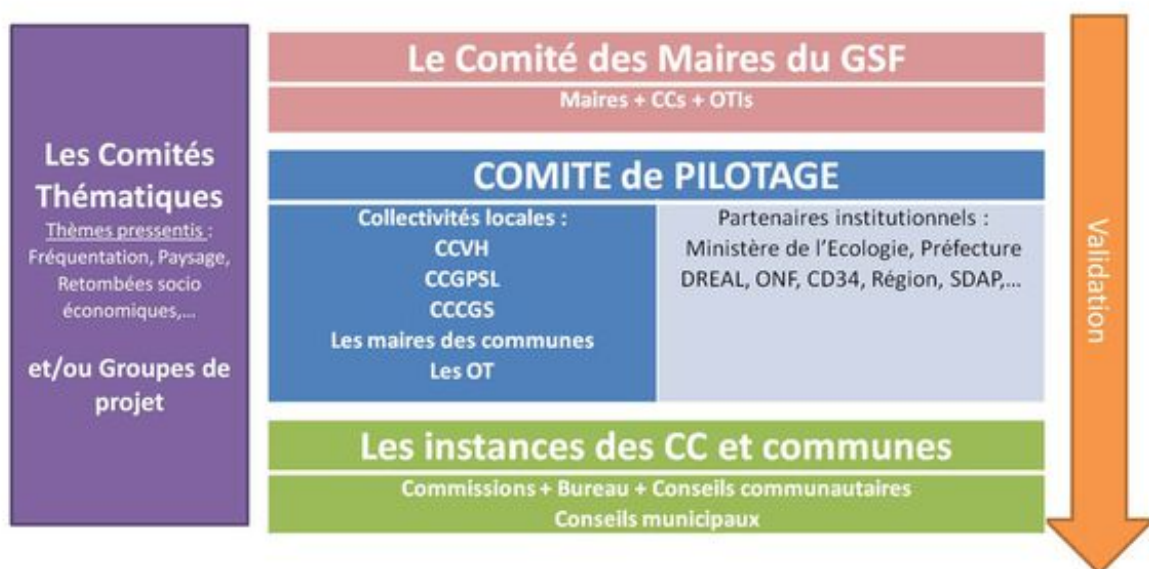 Les Comités
Thématiques
Thèmes pressentis :
Fréquentation, Paysage,
Retombées socio
économiques,...
et/ou Groupes de
projet
Le Comité des Maires du GSF
Maires + CCs + OTIs
COMITE de PILOTAGE
Collectivités locales :
CCVH
CCGPSL
CCCGS
Les maires des communes
Les OT
Partenaires institutionnels :
Ministère de l'Ecologie, Préfecture
DREAL, ONF, CD34, Région, SDAP,...
Les instances des CC et communes
Commissions + Bureau + Conseils communautaires
Conseils municipaux
Validation